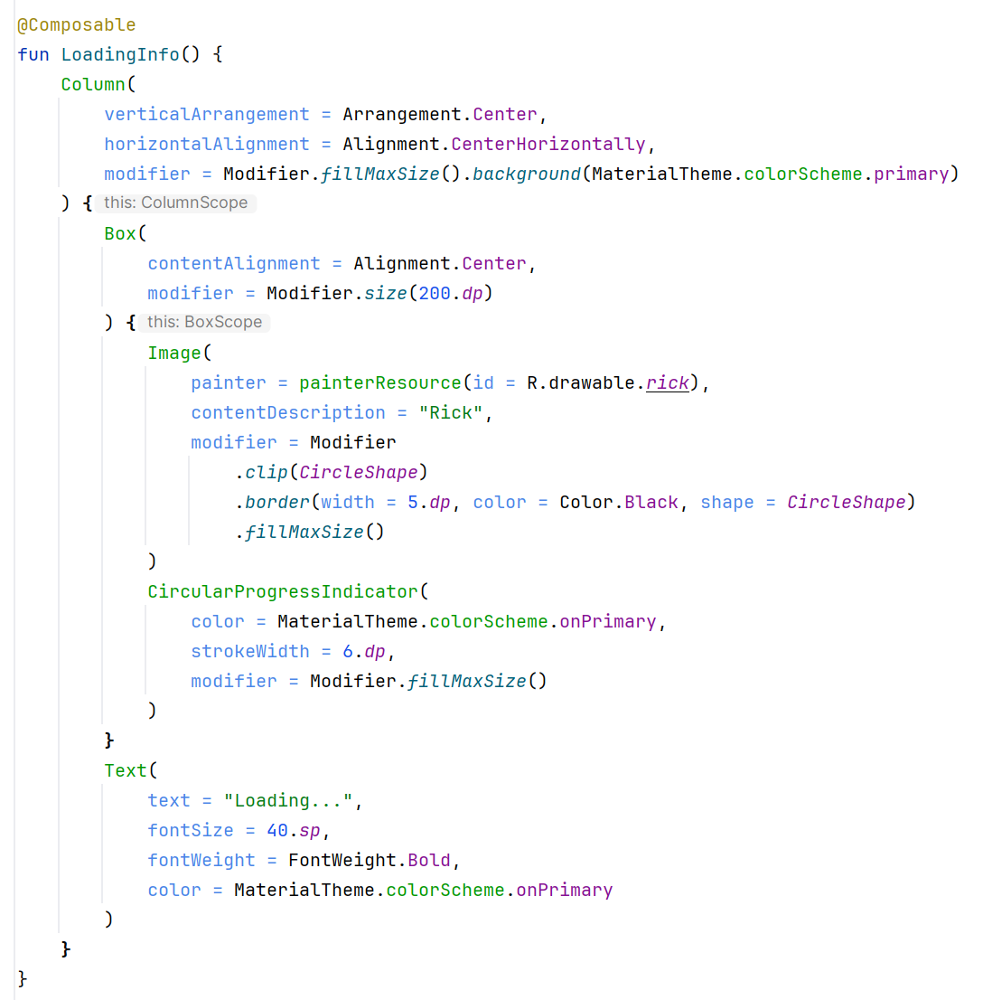 @Composable
fun LoadingInfo() {
    Column(
        verticalArrangement = Arrangement.Center,
        horizontalAlignment = Alignment.CenterHorizontally,
        modifier = Modifier.fillMaxSize().background(MaterialTheme.colorScheme.primary)
    ) { this: ColumnScope
        Box(
            contentAlignment = Alignment.Center,
            modifier = Modifier.size(200.dp)
        ) { this: BoxScope
            Image(
                painter = painterResource(id = R.drawable.rick),
                contentDescription = "Rick",
                modifier = Modifier
                    .clip(CircleShape)
                    .border(width = 5.dp, color = Color.Black, shape = CircleShape)
                    .fillMaxSize()
            )
            CircularProgressIndicator(
                color = MaterialTheme.colorScheme.onPrimary,
                strokeWidth = 6.dp,
                modifier = Modifier.fillMaxSize()
            )
        }
        Text(
            text = "Loading...",
            fontSize = 40.sp,
            fontWeight = FontWeight.Bold,
            color = MaterialTheme.colorScheme.onPrimary
        )
    }
}